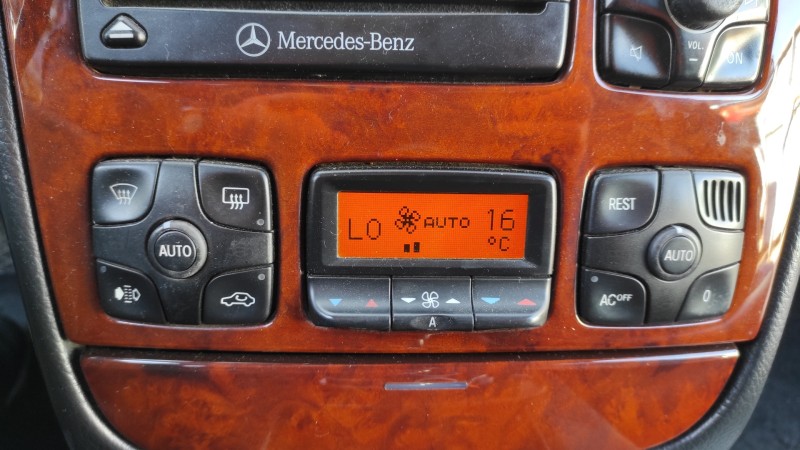 Mercedes-Benz
VOL.
−
ON
AUTO
LO AUTO 16
°C
A
REST
AUTO
AC OFF
0